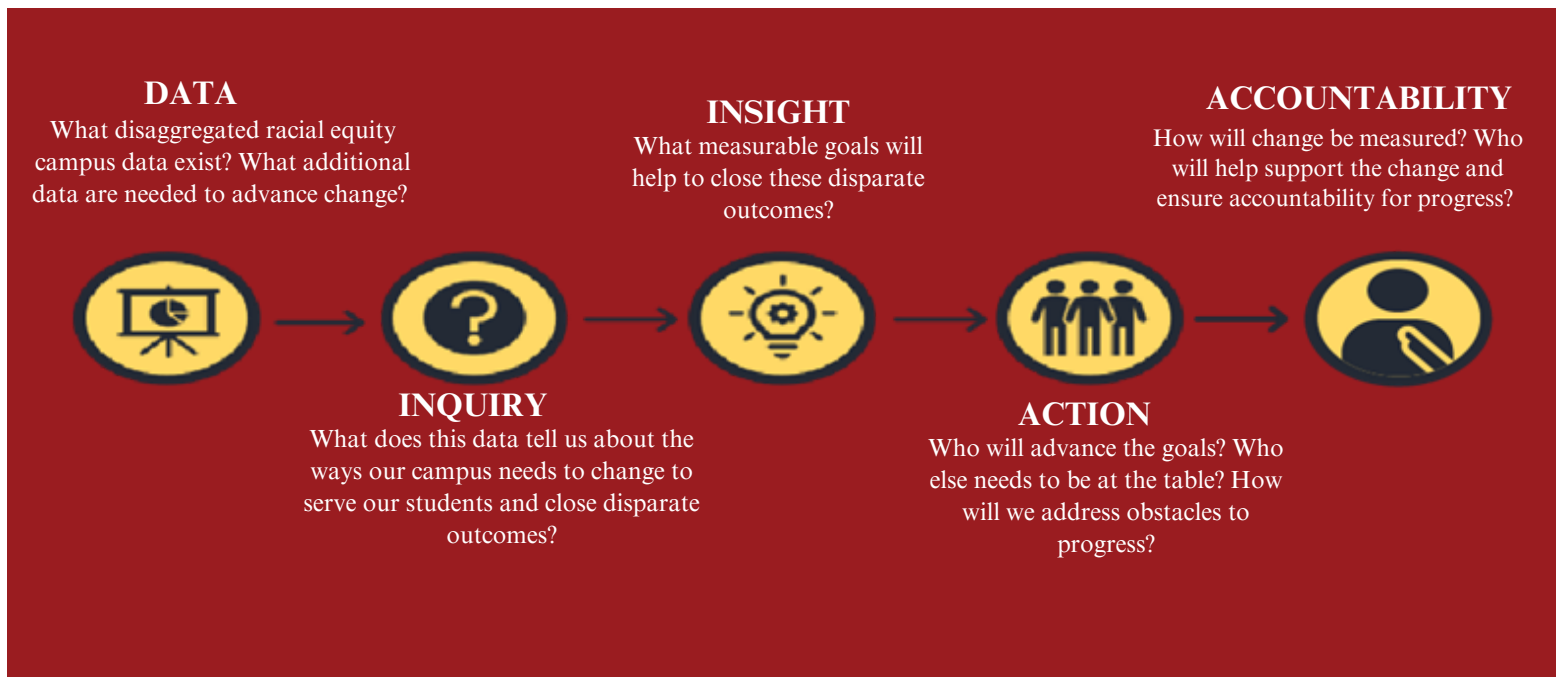 DATA
What disaggregated racial equity
campus data exist? What additional
data are needed to advance change?
INQUIRY
What does this data tell us about the
ways our campus needs to change to
serve our students and close disparate
outcomes?
INSIGHT
What measurable goals will
help to close these disparate
outcomes?
ACTION
Who will advance the goals? Who
else needs to be at the table? How
will we address obstacles to
progress?
ACCOUNTABILITY
How will change be measured? Who
will help support the change and
ensure accountability for progress?